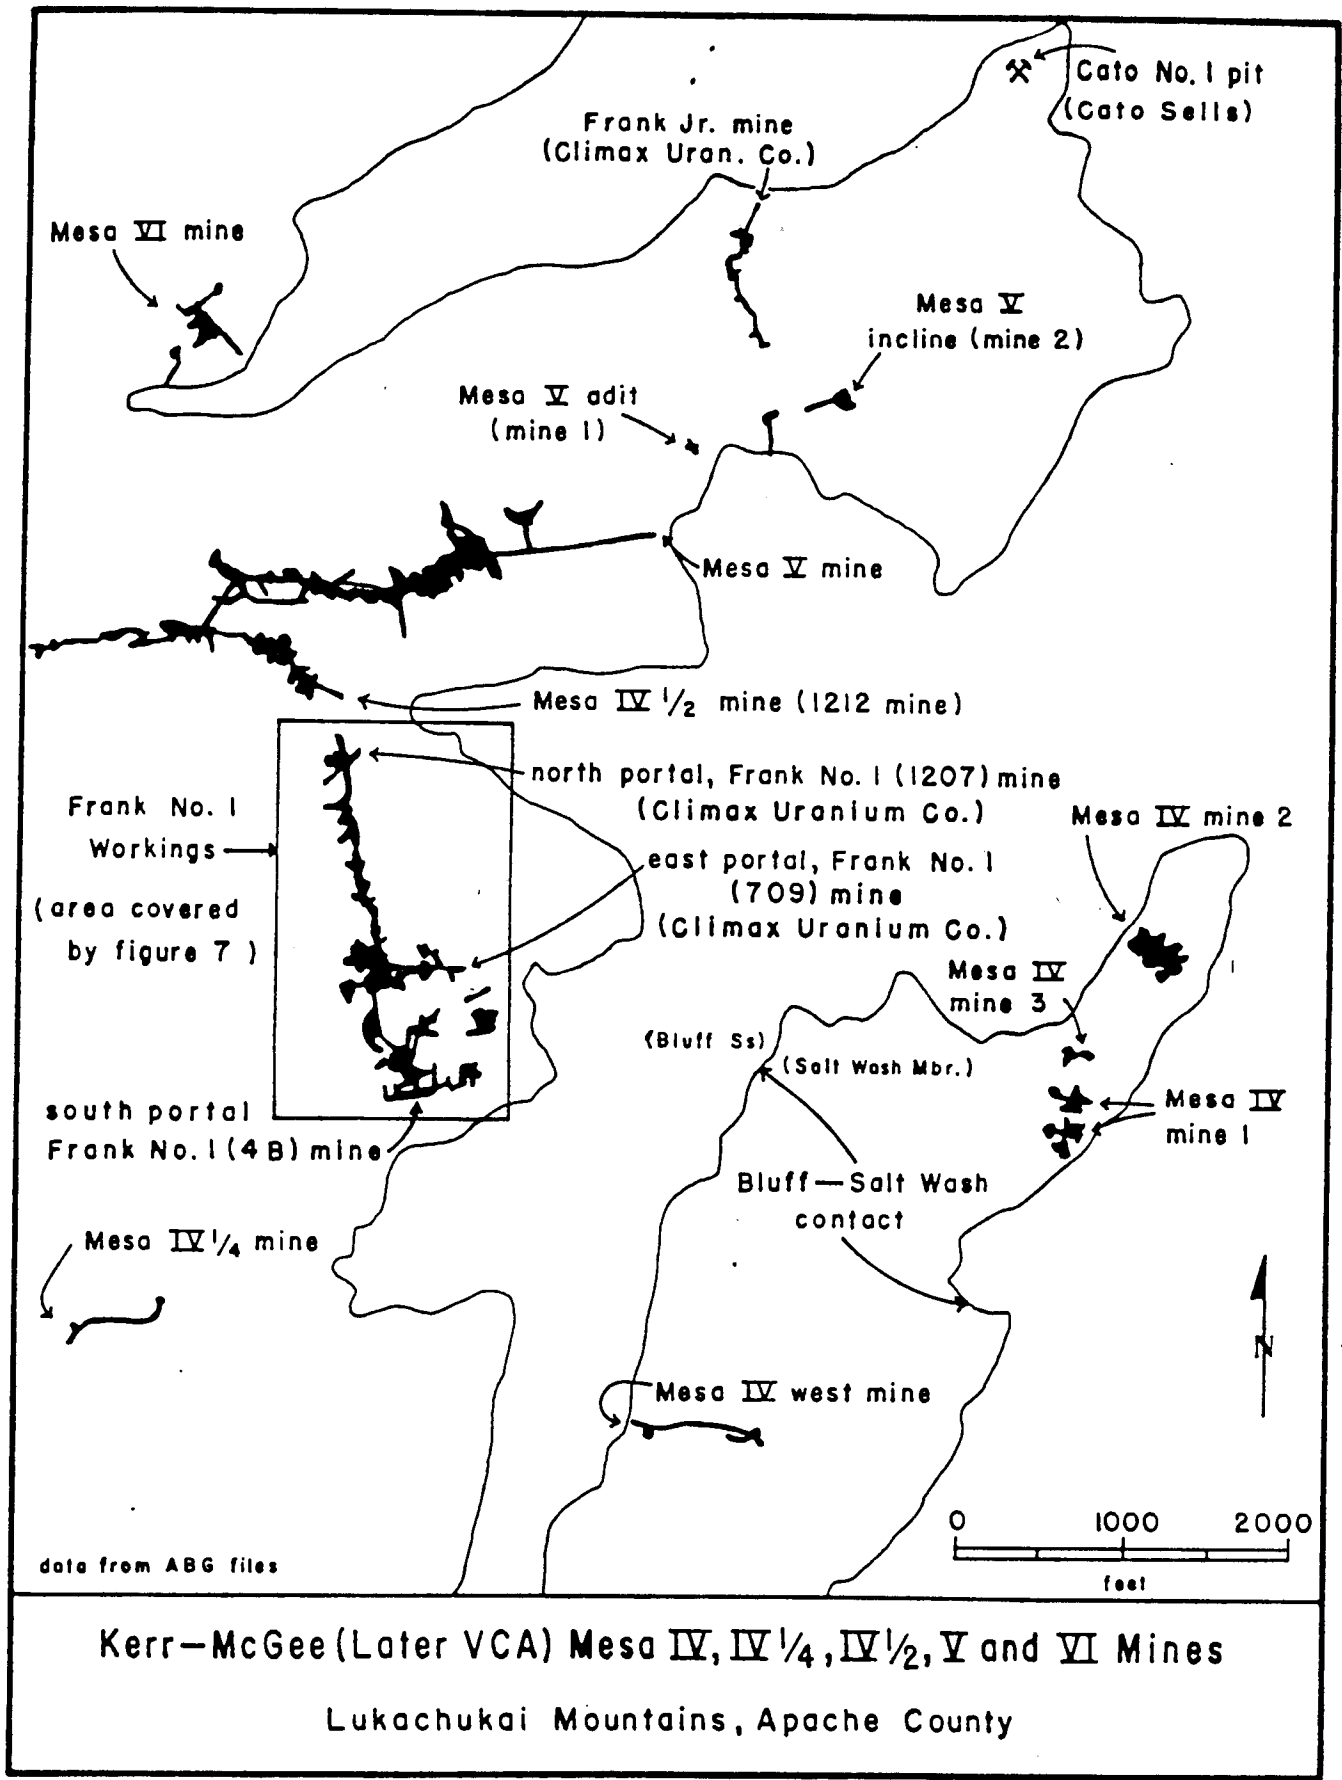 Cato No. 1 pit
(Cato Sells)
Frank Jr. mine
(Climax Uran. Co.)
Mesa VI mine
Mesa V
incline (mine 2)
Mesa V adit
(mine 1)
Mesa V mine
Mesa IV 1/2 mine (1212 mine)
north portal, Frank No. 1 (1207) mine
(Climax Uranium Co.)
Frank No. 1
Workings
(area covered
by figure 7)
east portal, Frank No. 1
(709) mine
(Climax Uranium Co.)
Mesa IV mine 2
Mesa IV
mine 3
(Bluff Ss)
(Salt Wash Mbr.)
Mesa IV
mine 1
south portal
Frank No. 1 (4B) mine
Bluff—Salt Wash
contact
Mesa IV 1/4 mine
N
Mesa IV west mine
0 1000 2000
feet
data from ABG files
Kerr—McGee (Later VCA) Mesa IV, IV 1/4, IV 1/2, V and VI Mines
Lukachukai Mountains, Apache County